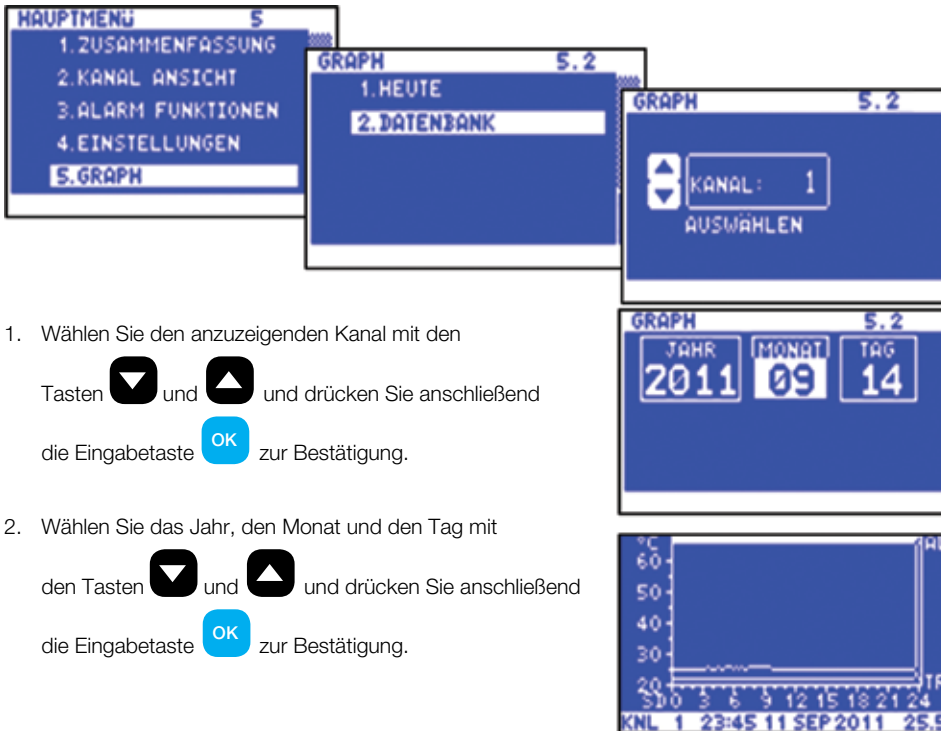 HAUPTMENÜ 5
1.ZUSAMMENFASSUNG
2.KANAL ANSICHT
3.ALARM FUNKTIONEN
4.EINSTELLUNGEN
5.GRAPH
GRAPH 5.2
1.HEUTE
2.DATENBANK
GRAPH 5.2
KANAL: 1
AUSWÄHLEN
1. Wählen Sie den anzuzeigenden Kanal mit den
Tasten und und drücken Sie anschließend
die Eingabetaste OK zur Bestätigung.
GRAPH 5.2
JAHR MONAT TAG
2011 09 14
2. Wählen Sie das Jahr, den Monat und den Tag mit
den Tasten und und drücken Sie anschließend
die Eingabetaste OK zur Bestätigung.
°C
60
50
40
30
20
0 3 6 9 12 15 18 21 24
KNL 1 23:45 11 SEP 2011